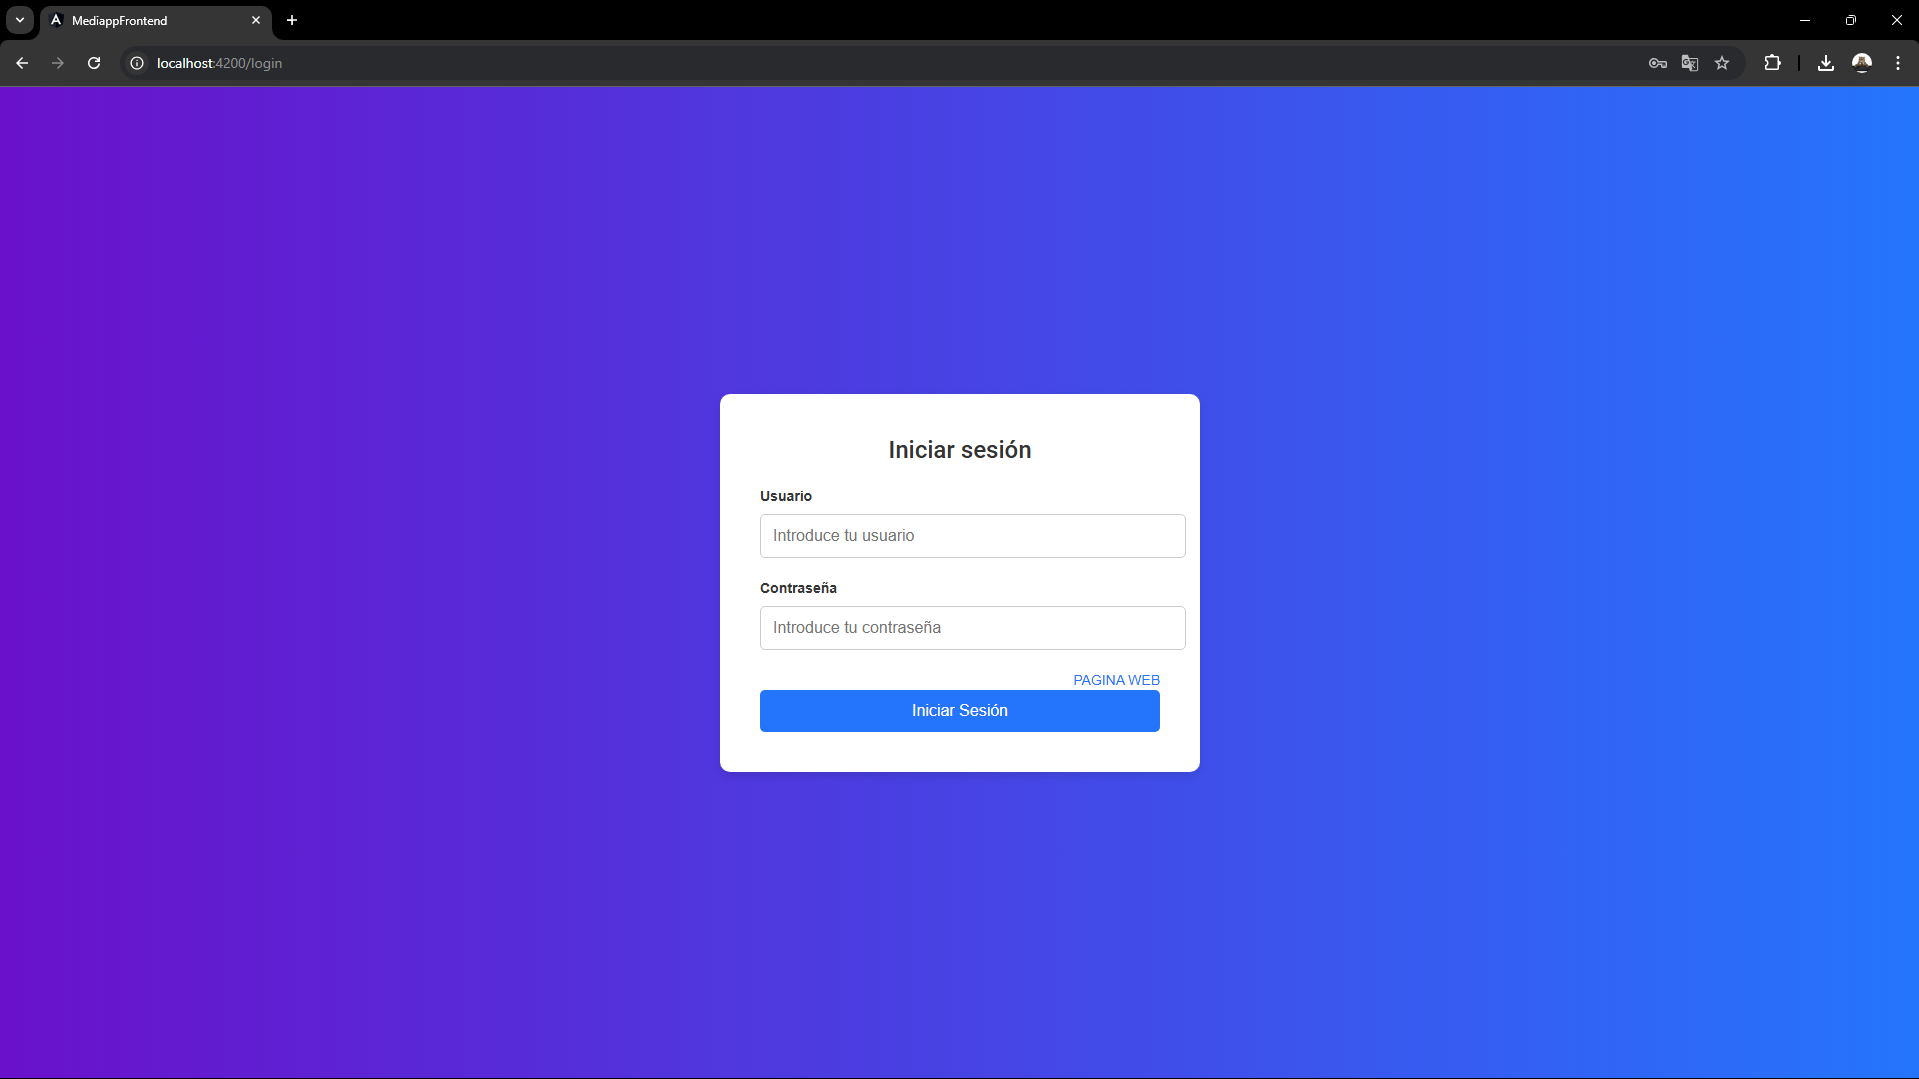 MediappFrontend
localhost:4200/login
Iniciar sesión
Usuario
Introduce tu usuario
Contraseña
Introduce tu contraseña
PAGINA WEB
Iniciar Sesión